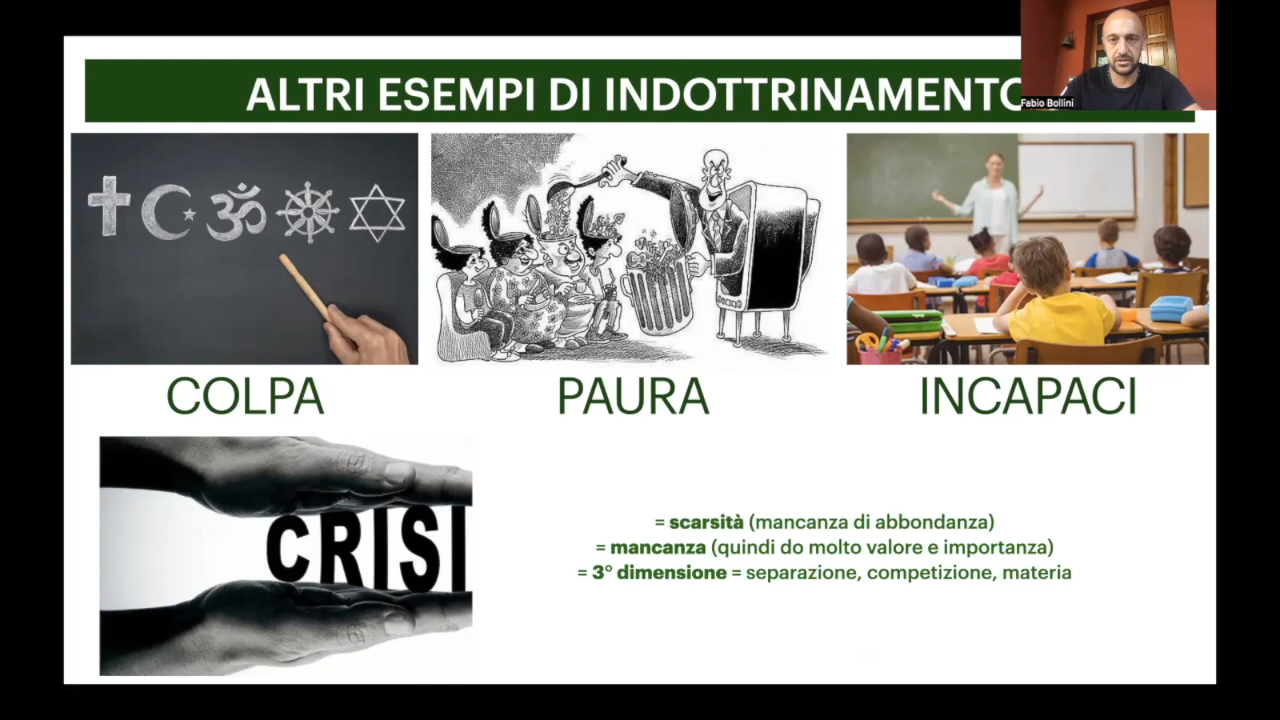 ALTRI ESEMPI DI INDOTTRINAMENTO
Fabio Bollini
COLPA
PAURA
INCAPACI
CRISI
= scarsità (mancanza di abbondanza)
= mancanza (quindi do molto valore e importanza)
= 3° dimensione = separazione, competizione, materia